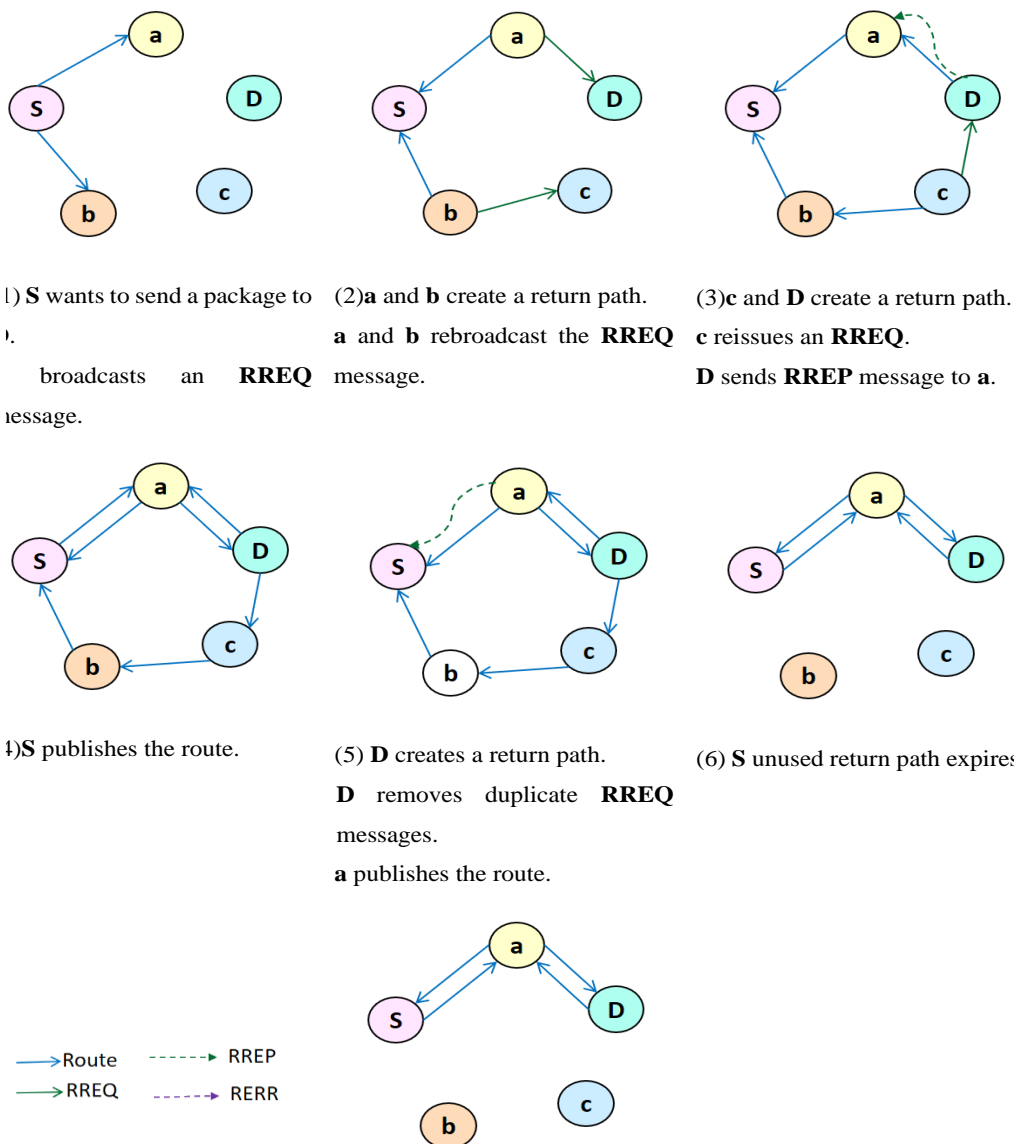 a
S
D
b
c
a
S
D
b
c
a
S
D
b
c
1) S wants to send a package to
broadcasts an RREQ
(2)a and b create a return path.
a and b rebroadcast the RREQ
message.
(3)c and D create a return path.
c reissues an RREQ.
D sends RREP message to a.
a
S
D
b
c
a
S
D
b
c
a
S
D
b
c
4)S publishes the route.
(5) D creates a return path.
D removes duplicate RREQ
messages.
a publishes the route.
(6) S unused return path expires
a
S
D
b
c
Route
RREP
RREQ
RERR